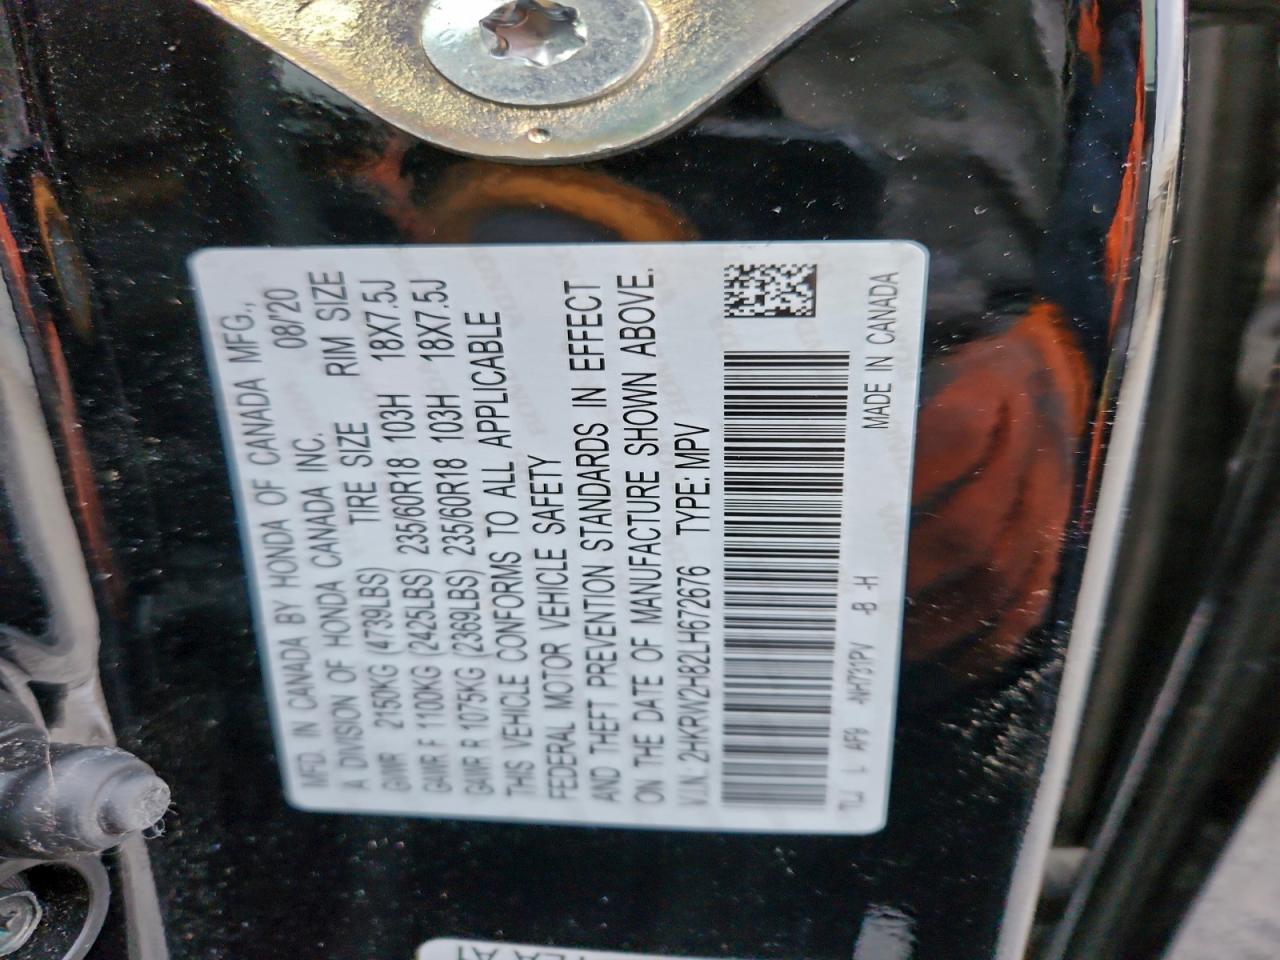 MFD. IN CANADA BY HONDA OF CANADA MFG.,
A DIVISION OF HONDA CANADA INC. 08/20
TIRE SIZE RIM SIZE
GVWR 2150KG (4739LBS)
GAWR F 1100KG (2425LBS) 235/60R18 103H 18X7.5J
GAWR R 1075KG (2369LBS) 235/60R18 103H 18X7.5J
THIS VEHICLE CONFORMS TO ALL APPLICABLE
FEDERAL MOTOR VEHICLE SAFETY
AND THEFT PREVENTION STANDARDS IN EFFECT
ON THE DATE OF MANUFACTURE SHOWN ABOVE.
V.I.N. 2HKRW2H82LH672676 TYPE: MPV
TLJ L AF9 -NH731PV -B -H MADE IN CANADA